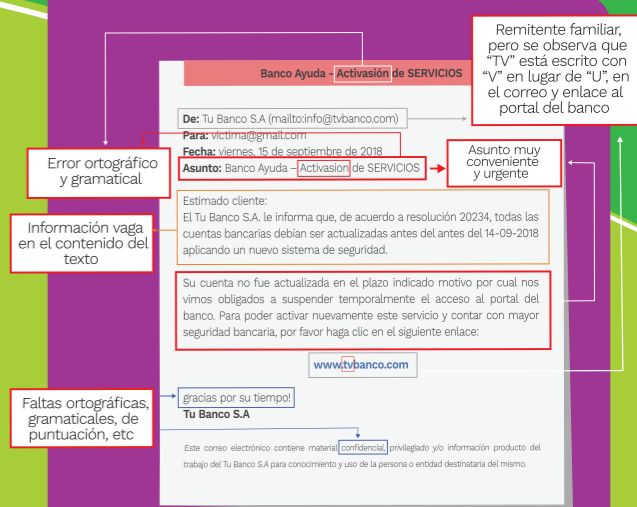 Remitente familiar,
pero se observa que
“TV” está escrito con
“V” en lugar de “U”, en
el correo y enlace al
portal del banco
Banco Ayuda – Activasión de SERVICIOS
De: Tu Banco S.A (mailto:info@tvbanco.com)
Para: victima@gmail.com
Fecha: viernes, 15 de septiembre de 2018
Asunto: Banco Ayuda – Activasion de SERVICIOS
Error ortográfico
y gramatical
Asunto muy
conveniente
y urgente
Estimado cliente:
El Tu Banco S.A. le informa que, de acuerdo a resolución 20234, todas las
cuentas bancarias debían ser actualizadas antes del antes del 14-09-2018
aplicando un nuevo sistema de seguridad.
Información vaga
en el contenido del
texto
Su cuenta no fue actualizada en el plazo indicado motivo por cual nos
vimos obligados a suspender temporalmente el acceso al portal del
banco. Para poder activar nuevamente este servicio y contar con mayor
seguridad bancaria, por favor haga clic en el siguiente enlace:
www.tvbanco.com
Faltas ortográficas,
gramaticales, de
puntuación, etc
gracias por su tiempo!
Tu Banco S.A
Este correo electrónico contiene material confidencial, privilegiado y/o información producto del
trabajo del Tu Banco S.A para conocimiento y uso de la persona o entidad destinataria del mismo.